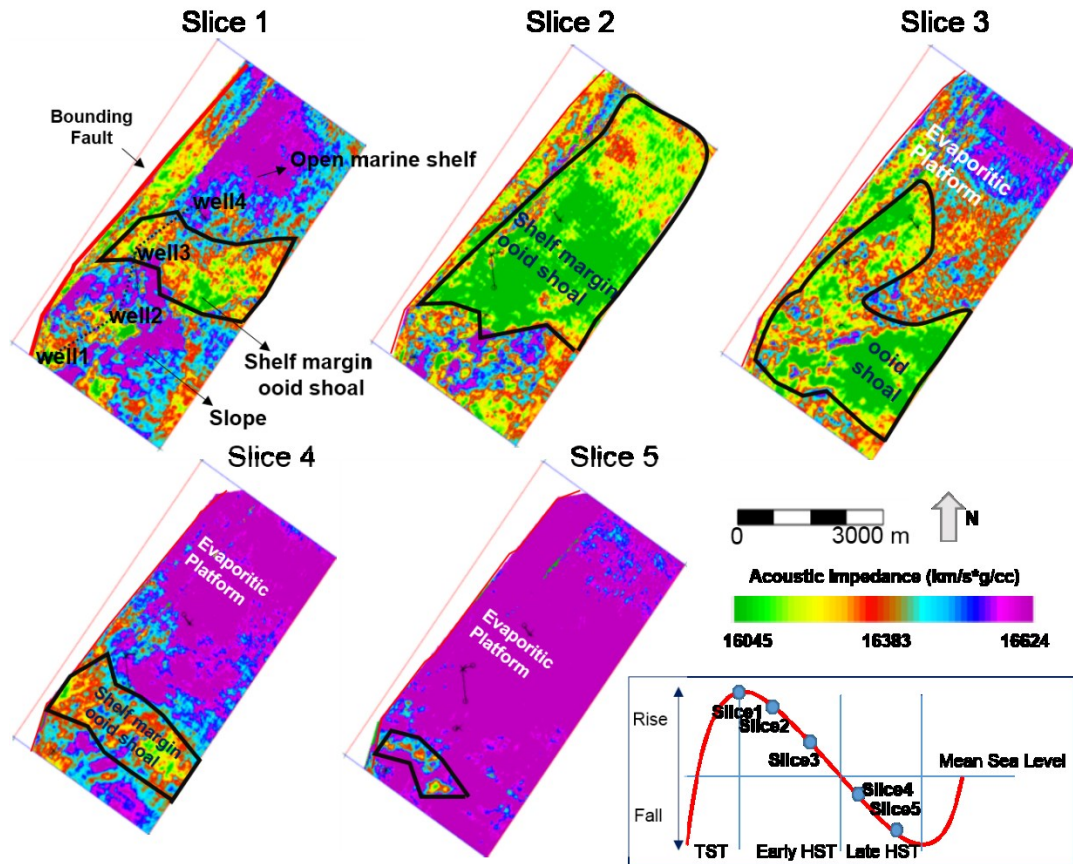 Slice 1
Slice 2
Slice 3
Bounding
Fault
Open marine shelf
well4
well3
well2
well1
Shelf margin
ooid shoal
Slope
Shelf margin
ooid shoal
Evaporitic
Platform
ooid
shoal
Slice 4
Slice 5
Evaporitic
Platform
Shelf margin
ooid shoal
Evaporitic
Platform
0 3000 m
N
Acoustic Impedance (km/s*g/cc)
16045 16383 16624
Rise
Fall
Slice1
Slice2
Slice3
Mean Sea Level
Slice4
Slice5
TST Early HST Late HST